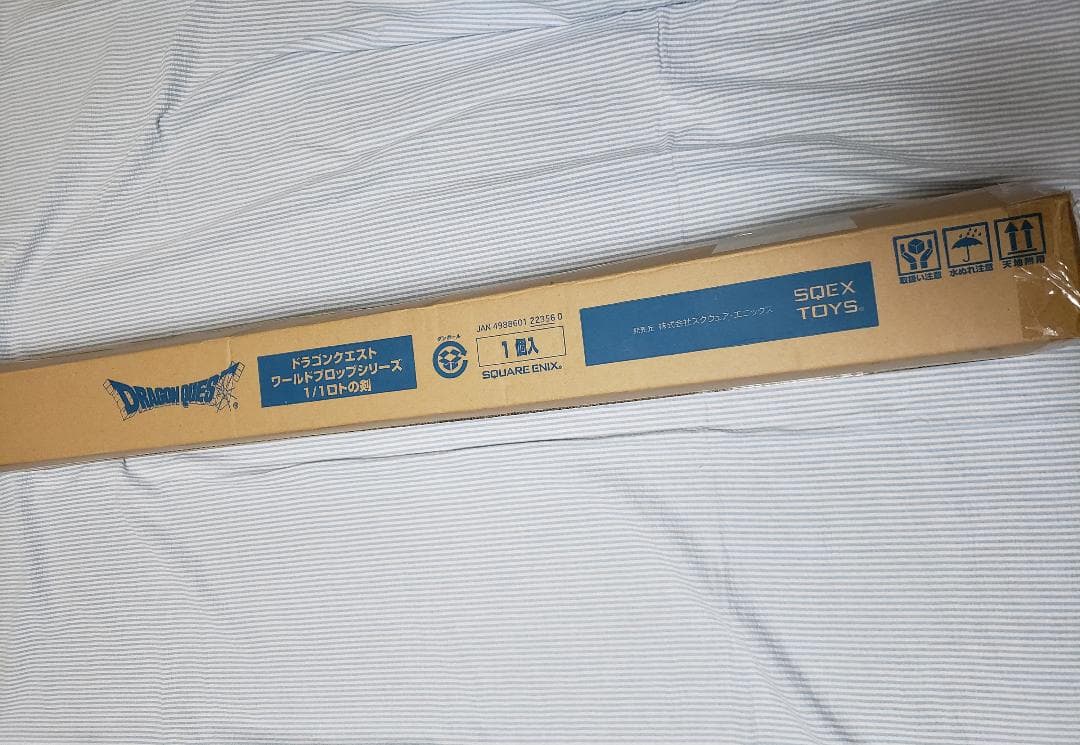 DRAGON QUEST®
ドラゴンクエスト
ワールドプロップシリーズ
1/1ロトの剣
ダンボール
JAN 4988601 22356 0
1個入
SQUARE ENIX®
発売元 株式会社スクウェア・エニックス
SQEX
TOYS®
取扱い注意
水ぬれ注意
天地無用